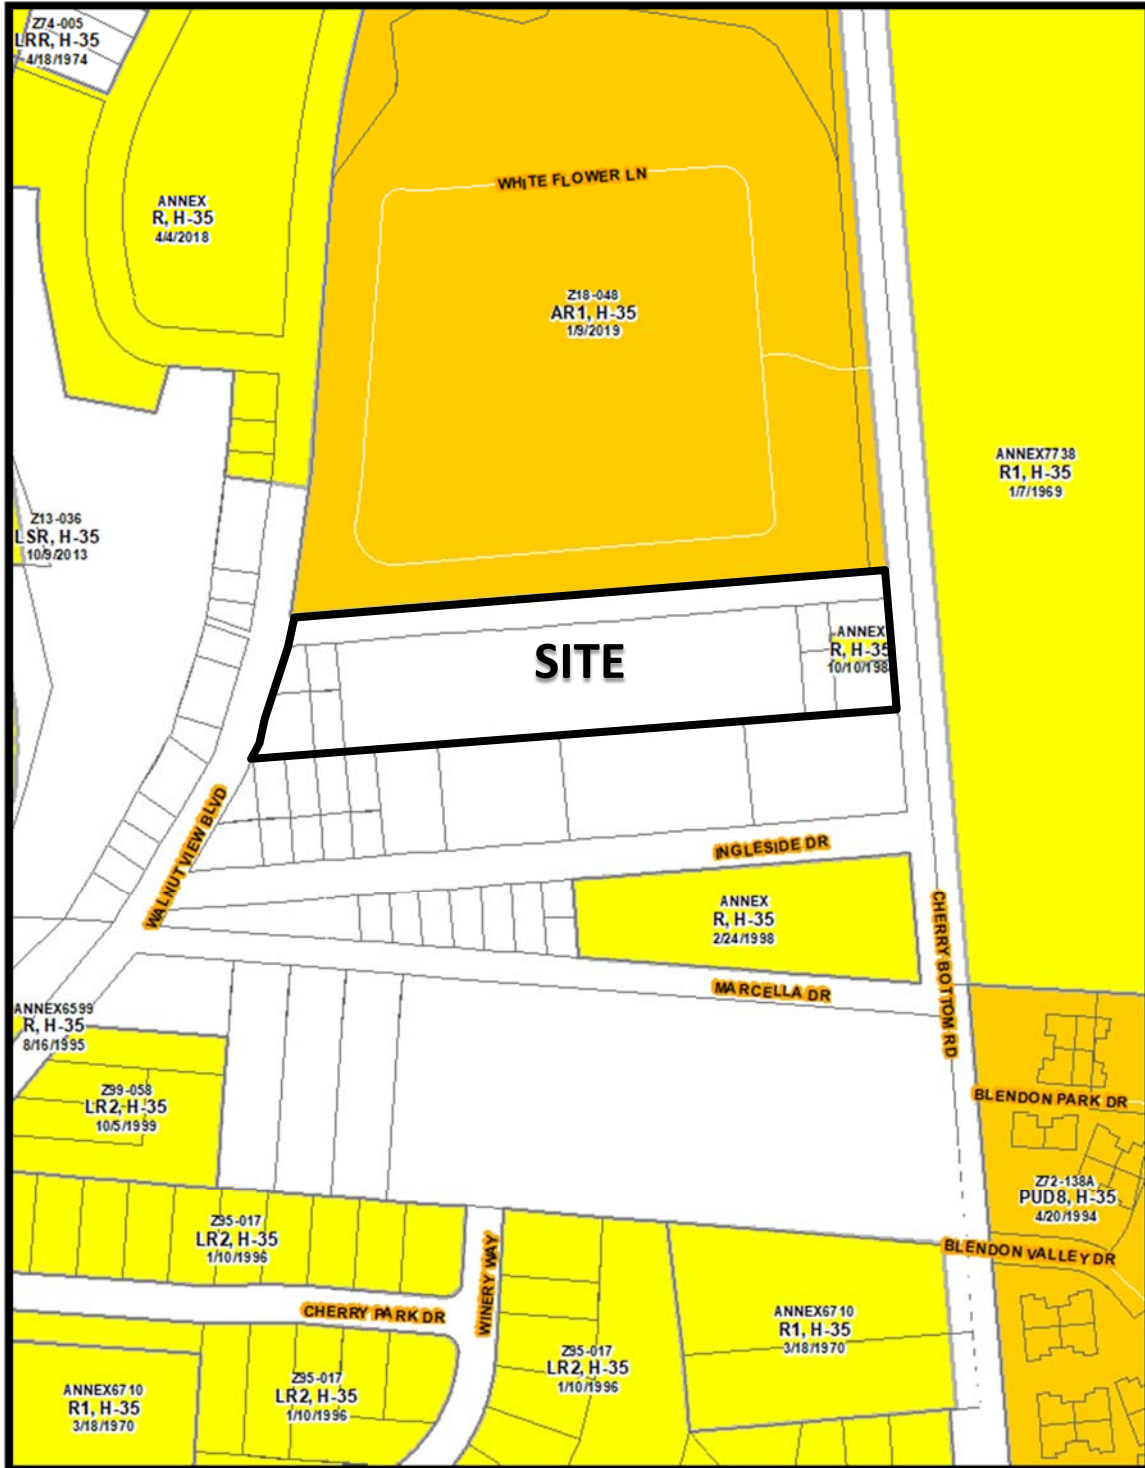 Z74-005
LRR, H-35
4/18/1974
WHITE FLOWER LN
ANNEX
R, H-35
4/4/2018
Z18-048
AR1, H-35
1/9/2019
ANNEX7738
R1, H-35
1/7/1969
Z13-036
LSR, H-35
10/9/2013
SITE
ANNEX
R, H-35
10/10/198
WALNUTVIEW BLVD
INGLESIDE DR
ANNEX
R, H-35
2/24/1998
CHERRY BOTTOM RD
MARCELLA DR
ANNEX6599
R, H-35
8/16/1995
Z99-058
LR2, H-35
10/5/1999
BLENDON PARK DR
Z72-138A
PUD8, H-35
4/20/1994
Z95-017
LR2, H-35
1/10/1996
BLENDON VALLEY DR
WINERY WAY
CHERRY PARK DR
ANNEX6710
R1, H-35
3/18/1970
Z95-017
LR2, H-35
1/10/1996
Z95-017
LR2, H-35
1/10/1996
ANNEX6710
R1, H-35
3/18/1970